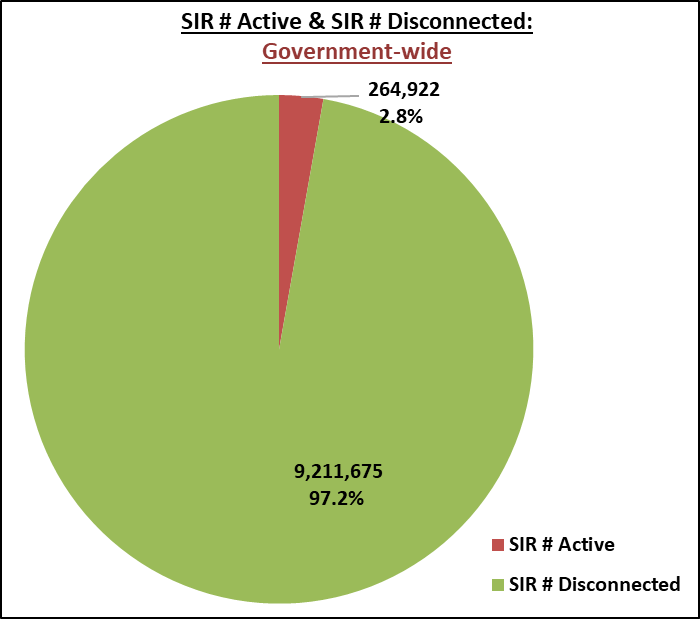 SIR # Active & SIR # Disconnected:
Government-wide
264,922
2.8%
9,211,675
97.2%
SIR # Active
SIR # Disconnected